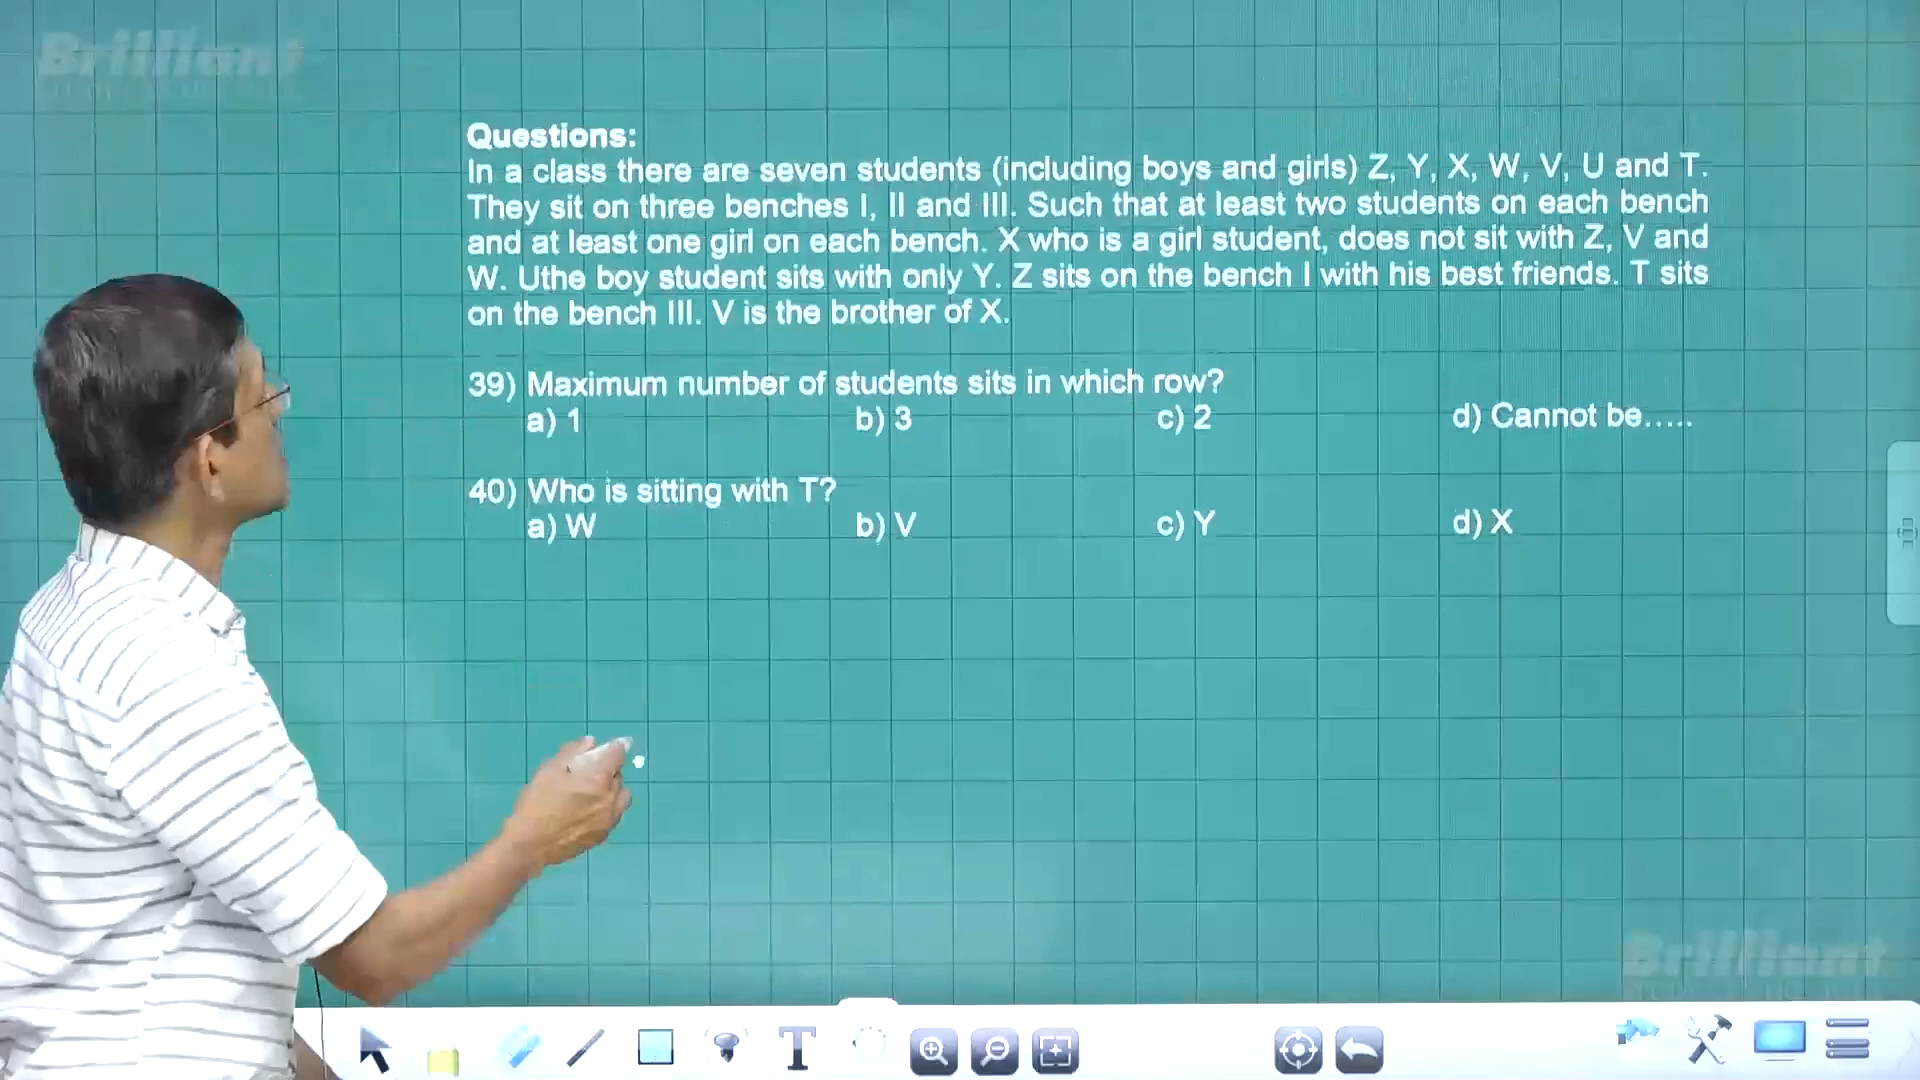 Brilliant
Questions:
In a class there are seven students (including boys and girls) Z, Y, X, W, V, U and T.
They sit on three benches I, II and III. Such that at least two students on each bench
and at least one girl on each bench. X who is a girl student, does not sit with Z, V and
W. Uthe boy student sits with only Y. Z sits on the bench I with his best friends. T sits
on the bench III. V is the brother of X.
39) Maximum number of students sits in which row?
a) 1 b) 3 c) 2 d) Cannot be.....
40) Who is sitting with T?
a) W b) V c) Y d) X
Brilliant
T